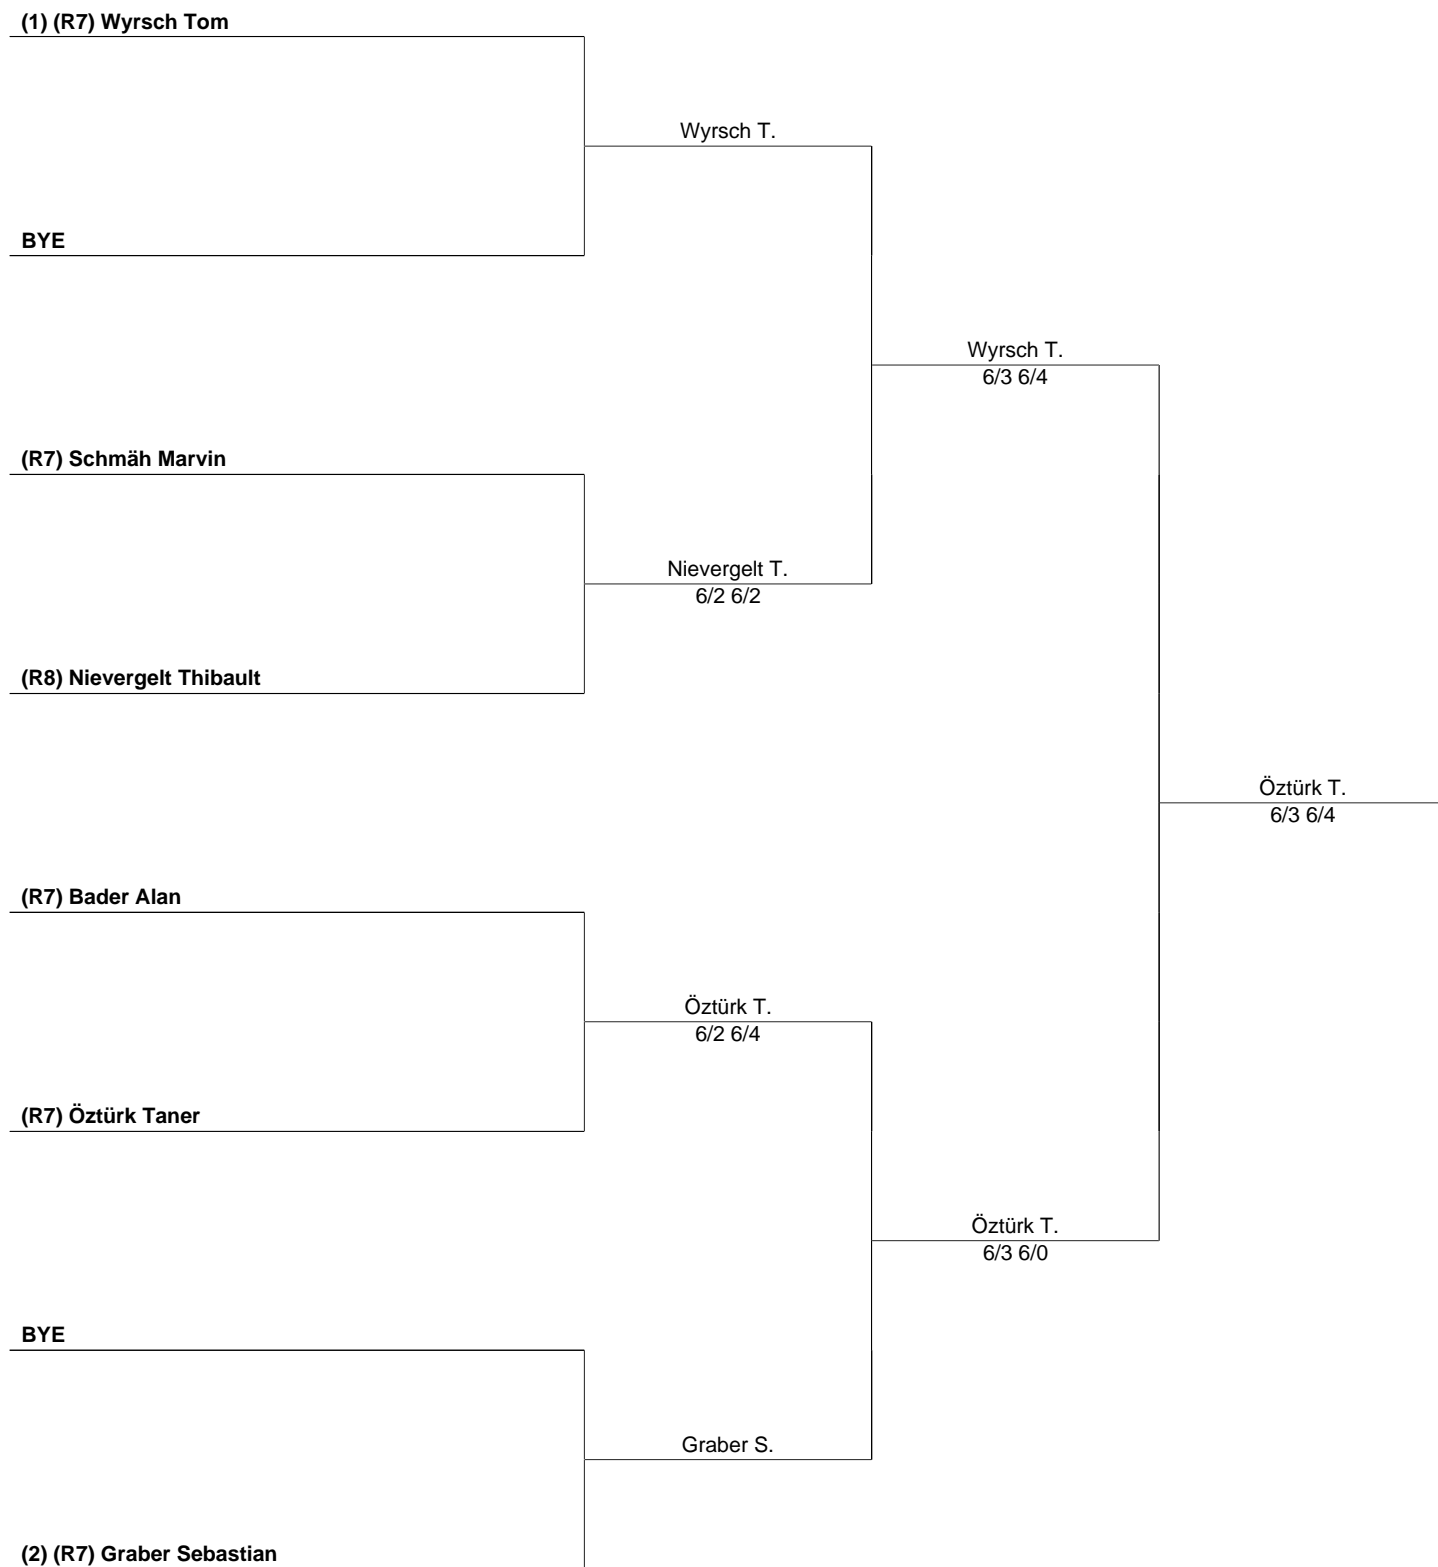 (1) (R7) Wyrsch Tom
Wyrsch T.
BYE
Wyrsch T.
6/3 6/4
(R7) Schmäh Marvin
Nievergelt T.
6/2 6/2
(R8) Nievergelt Thibault
Öztürk T.
6/3 6/4
(R7) Bader Alan
Öztürk T.
6/2 6/4
(R7) Öztürk Taner
Öztürk T.
6/3 6/0
BYE
Graber S.
(2) (R7) Graber Sebastian